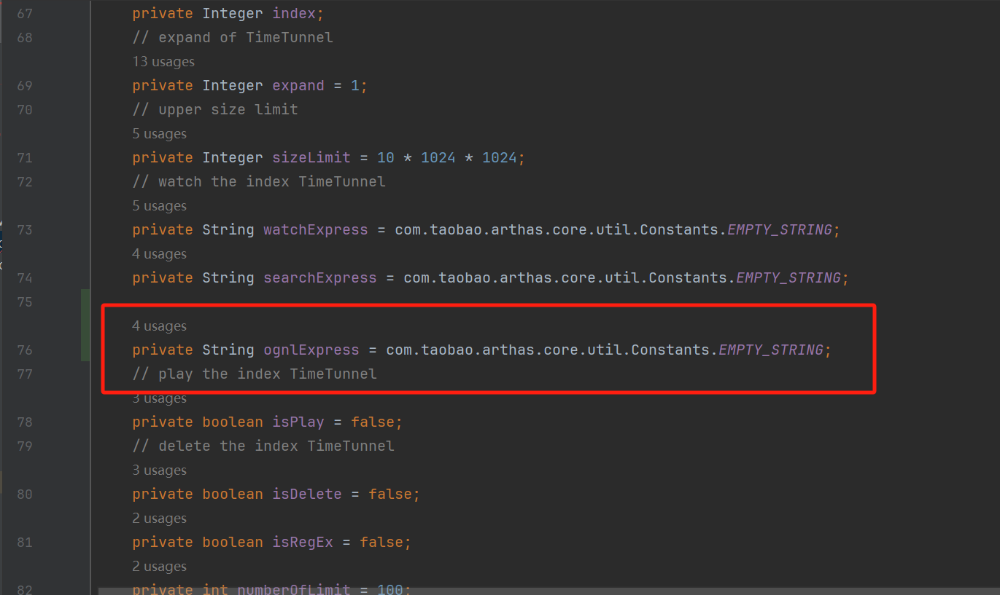 67 private Integer index;
68 // expand of TimeTunnel
13 usages
69 private Integer expand = 1;
70 // upper size limit
5 usages
71 private Integer sizeLimit = 10 * 1024 * 1024;
72 // watch the index TimeTunnel
5 usages
73 private String watchExpress = com.taobao.arthas.core.util.Constants.EMPTY_STRING;
4 usages
74 private String searchExpress = com.taobao.arthas.core.util.Constants.EMPTY_STRING;
75
4 usages
76 private String ognlExpress = com.taobao.arthas.core.util.Constants.EMPTY_STRING;
77 // play the index TimeTunnel
3 usages
78 private boolean isPlay = false;
79 // delete the index TimeTunnel
3 usages
80 private boolean isDelete = false;
2 usages
81 private boolean isRegEx = false;
2 usages
82 private int numberOfLimit = 100;